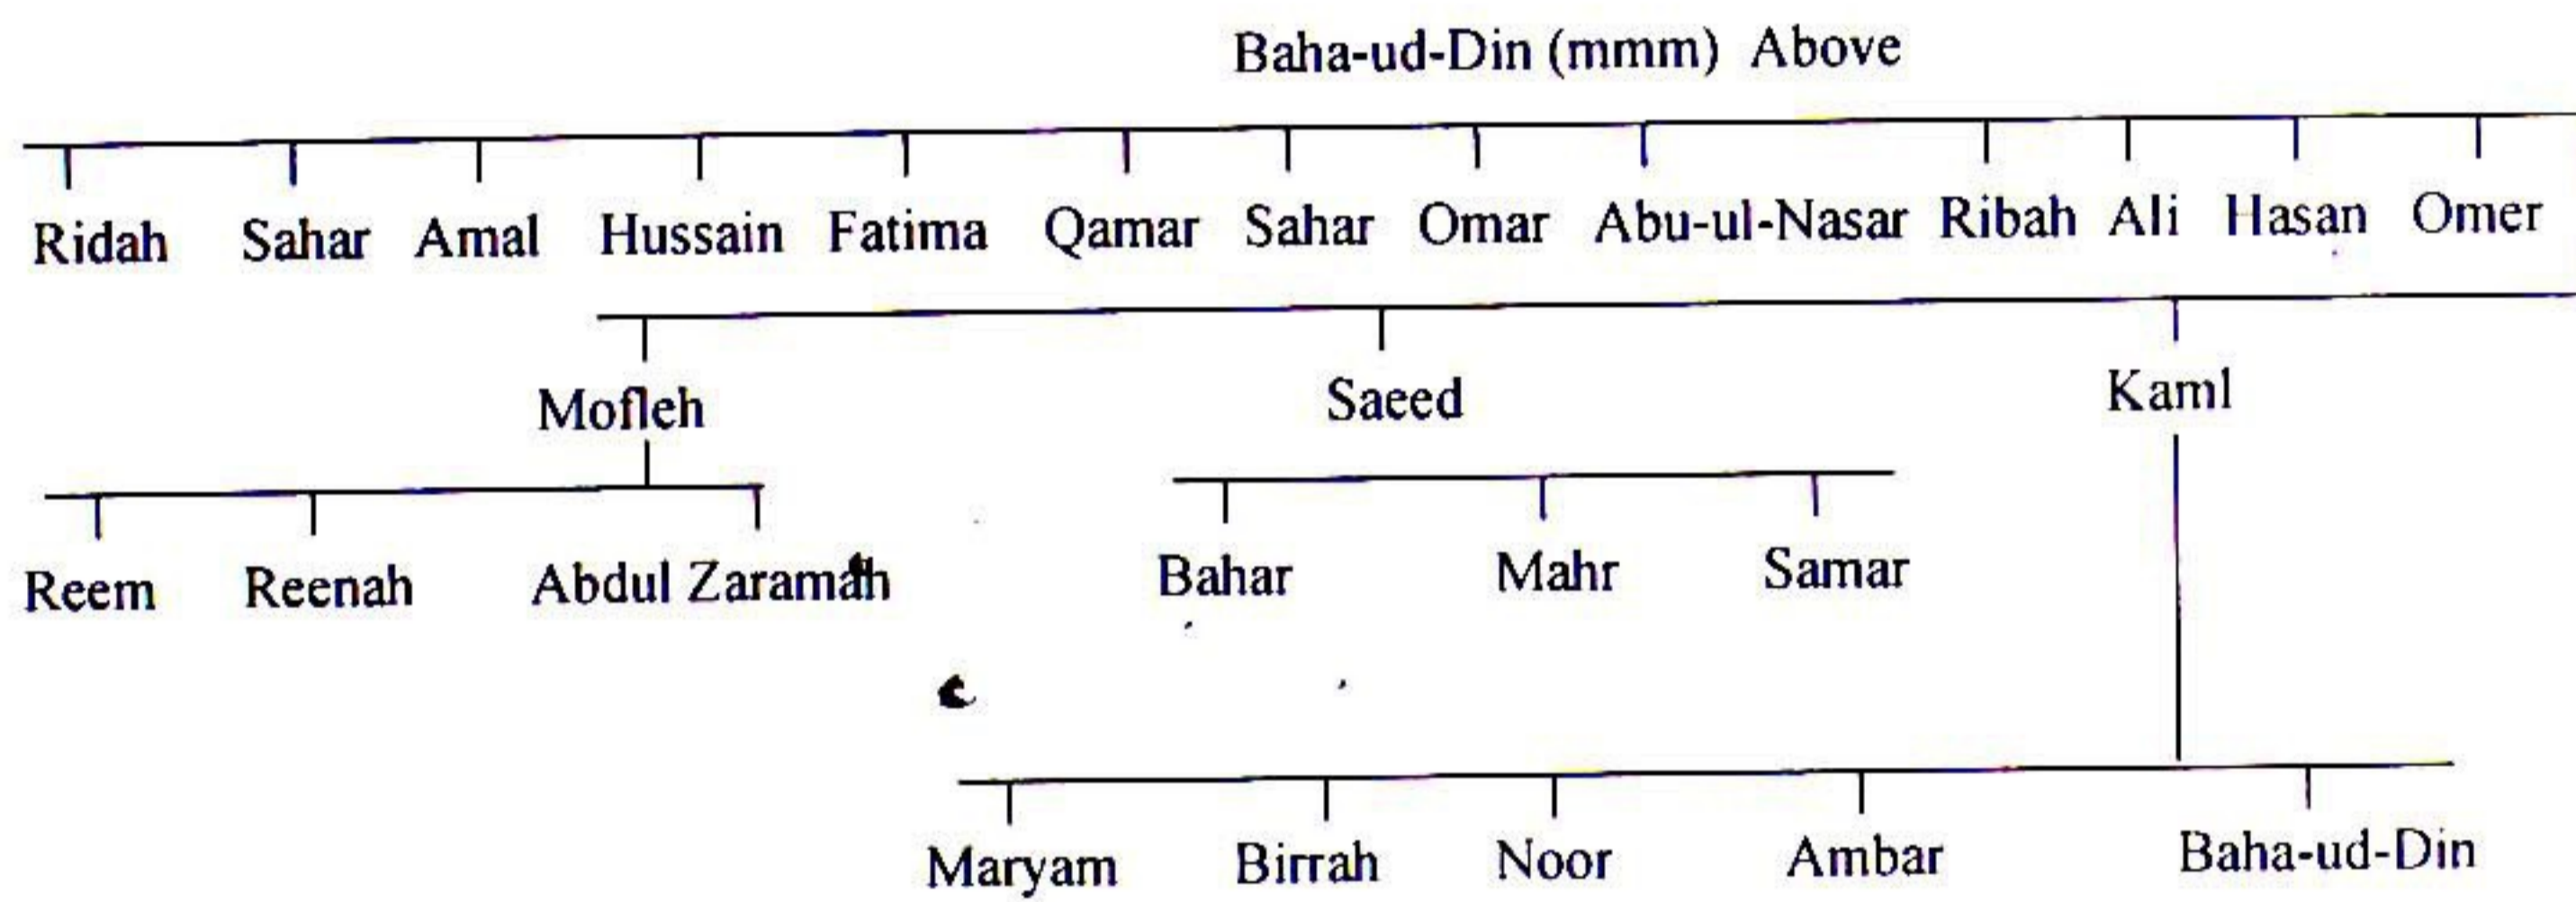 Baha-ud-Din (mmm) Above
Ridah Sahar Amal Hussain Fatima Qamar Sahar Omar Abu-ul-Nasar Ribah Ali Hasan Omer
Mofleh Saeed Kaml
Reem Reenah Abdul Zaramah Bahar Mahr Samar
Maryam Birrah Noor Ambar Baha-ud-Din